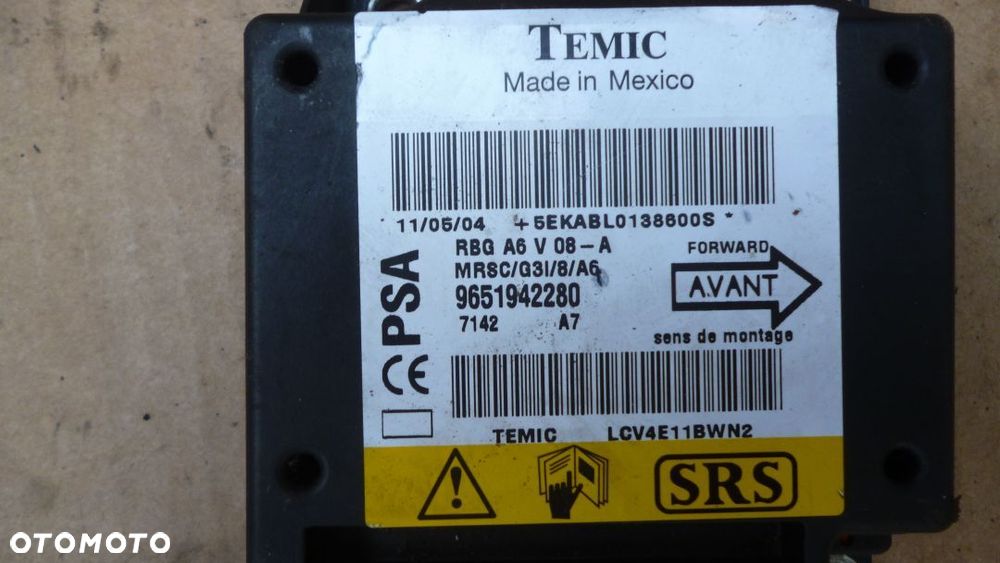 TEMIC
Made in Mexico
11/05/04 +5EKABL0138600S *
RBG A6 V 08-A
MRSC/G3I/8/A6
9651942280
7142 A7
PSA
CE
FORWARD
A.VANT
sens de montage
TEMIC LCV4E11BWN2
SRS
OTOMOTO